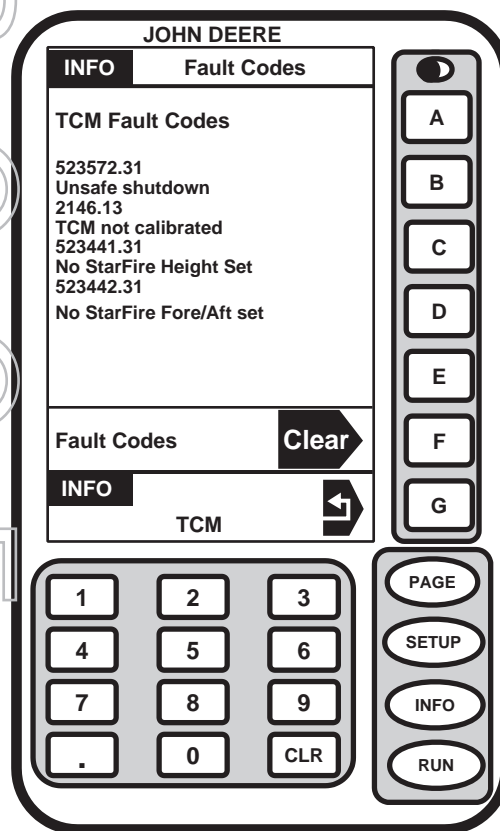 JOHN DEERE
INFO Fault Codes
TCM Fault Codes
523572.31
Unsafe shutdown
2146.13
TCM not calibrated
523441.31
No StarFire Height Set
523442.31
No StarFire Fore/Aft set
Fault Codes Clear
INFO
TCM
A
B
C
D
E
F
G
PAGE
SETUP
INFO
RUN
1 2 3
4 5 6
7 8 9
. 0 CLR